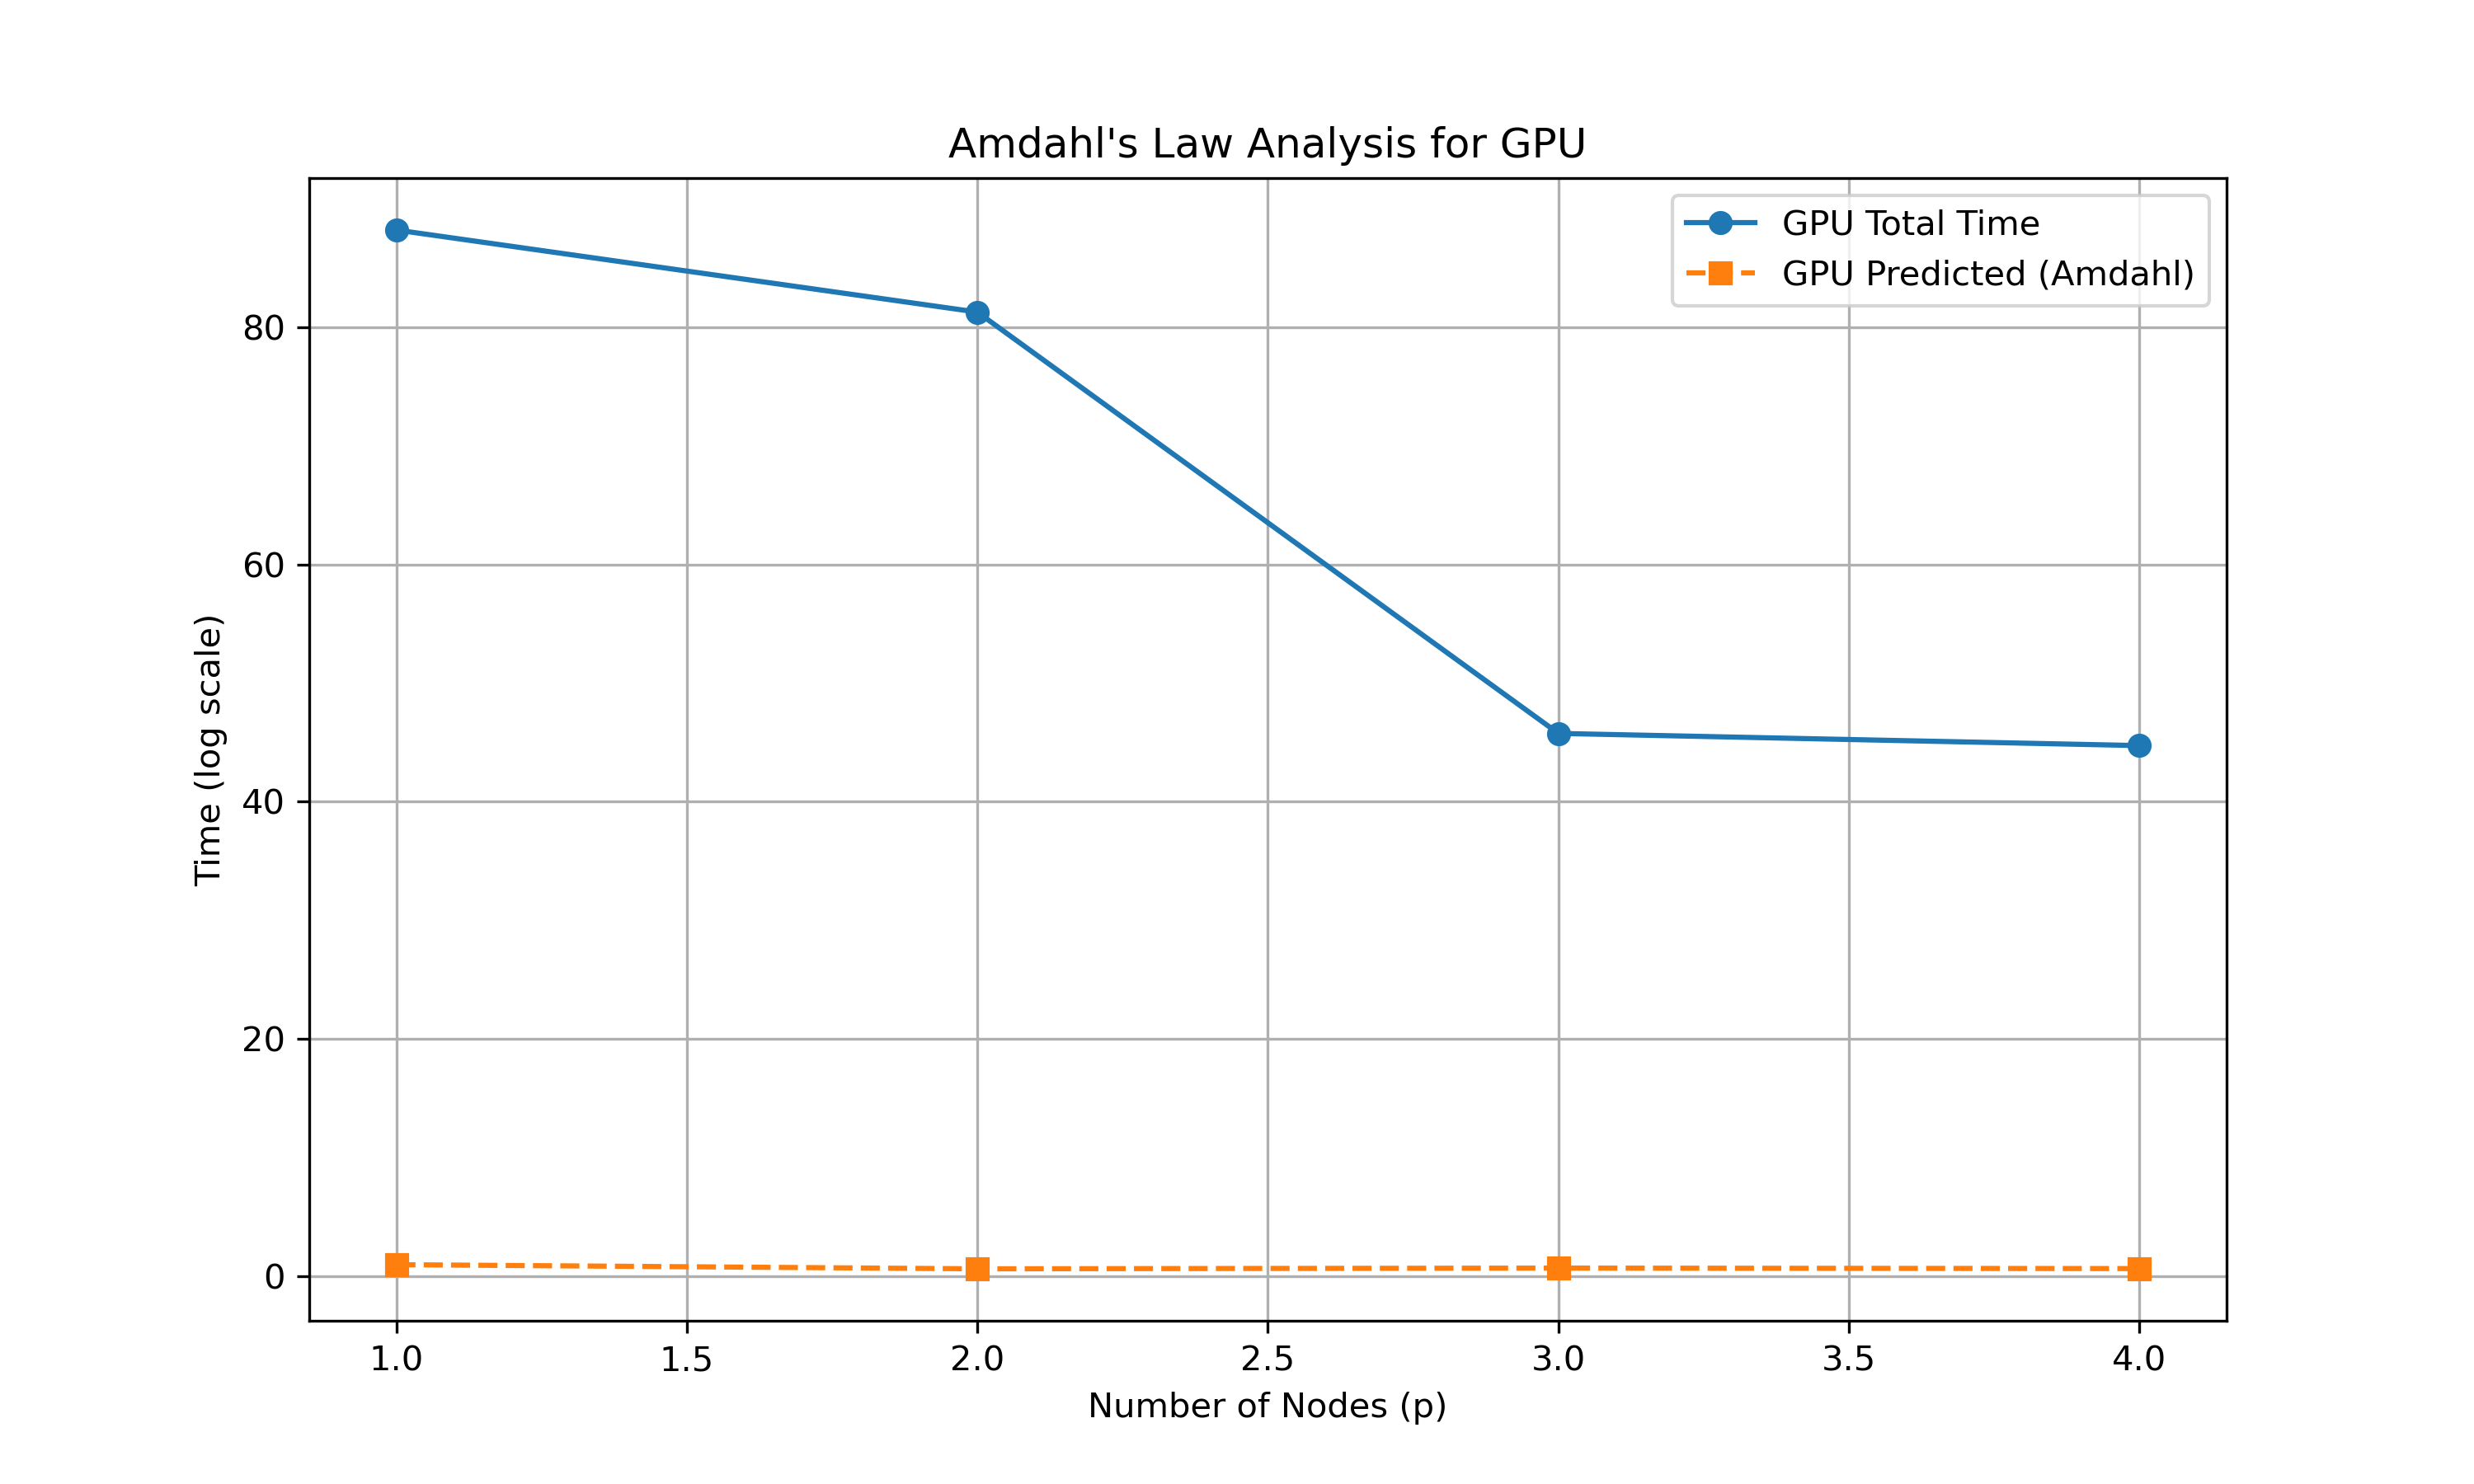 Amdahl's Law Analysis for GPU
GPU Total Time
GPU Predicted (Amdahl)
Time (log scale)
80
60
40
20
0
1.0 1.5 2.0 2.5 3.0 3.5 4.0
Number of Nodes (p)